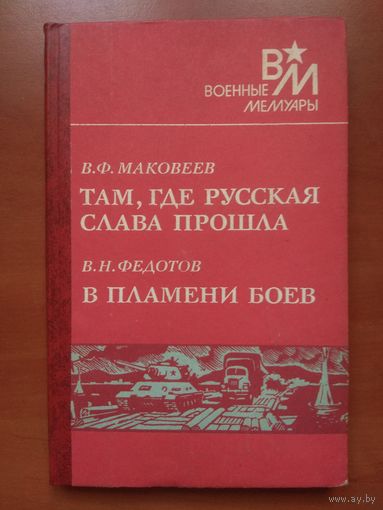 ВМ
ВОЕННЫЕ
МЕМУАРЫ
В.Ф. МАКОВЕЕВ
ТАМ, ГДЕ РУССКАЯ
СЛАВА ПРОШЛА
В.Н. ФЕДОТОВ
В ПЛАМЕНИ БОЕВ
www.ay.by